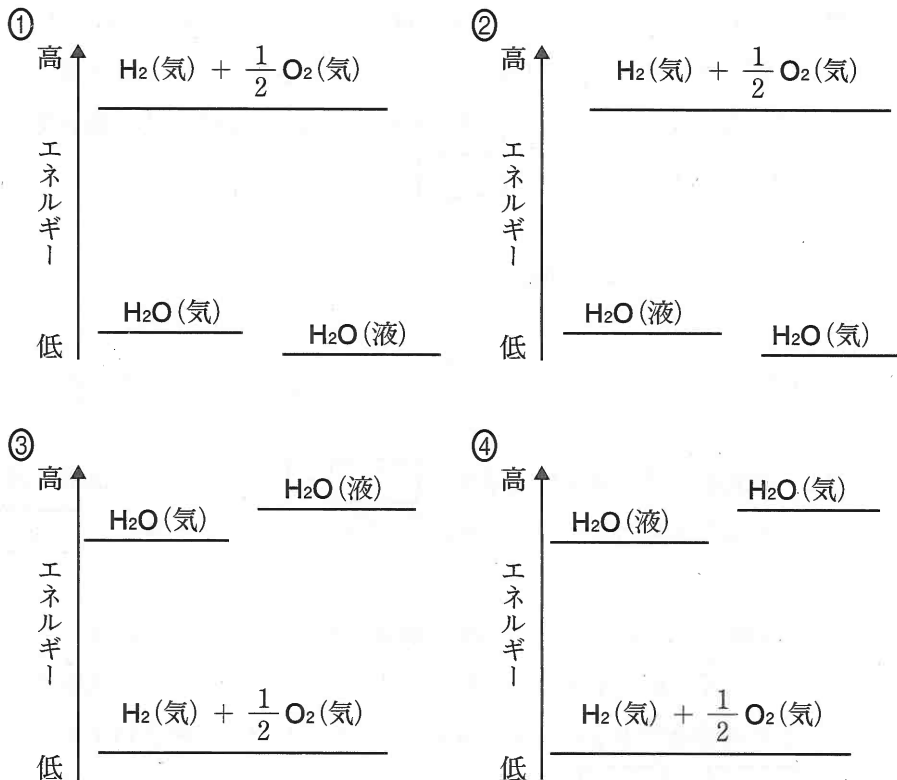 ①
高
H₂(気) + 1/2 O₂(気)
エネルギー
H₂O(気)
H₂O(液)
低
②
高
H₂(気) + 1/2 O₂(気)
エネルギー
H₂O(液)
H₂O(気)
低
③
高
H₂O(液)
H₂O(気)
エネルギー
H₂(気) + 1/2 O₂(気)
低
④
高
H₂O(気)
H₂O(液)
エネルギー
H₂(気) + 1/2 O₂(気)
低